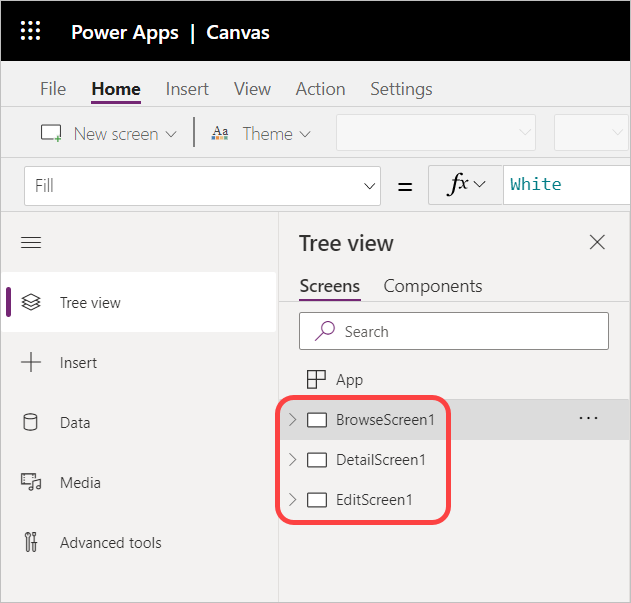 Power Apps | Canvas
File Home Insert View Action Settings
New screen Aa Theme
Fill = fx White
Tree view
Screens Components
Tree view
Search
Insert
App
BrowseScreen1 ...
Data
DetailScreen1
Media
EditScreen1
Advanced tools